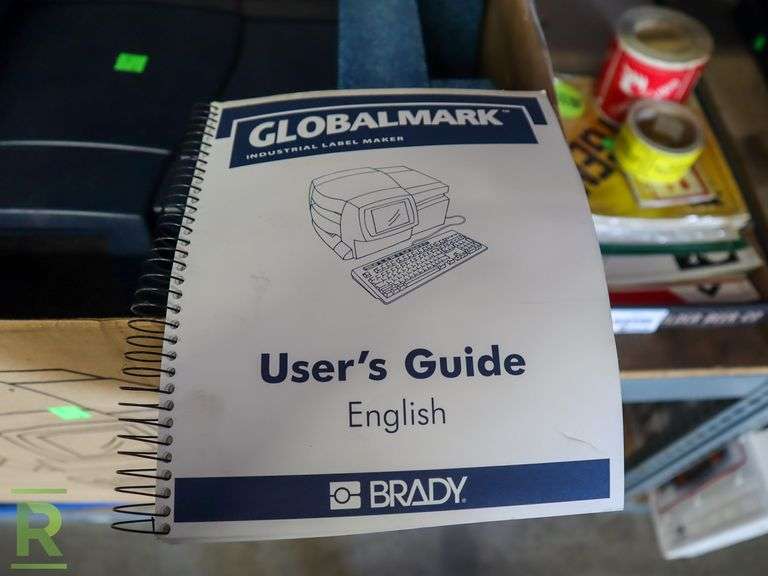 GLOBALMARK™
INDUSTRIAL LABEL MAKER
User's Guide
English
BRADY®
R